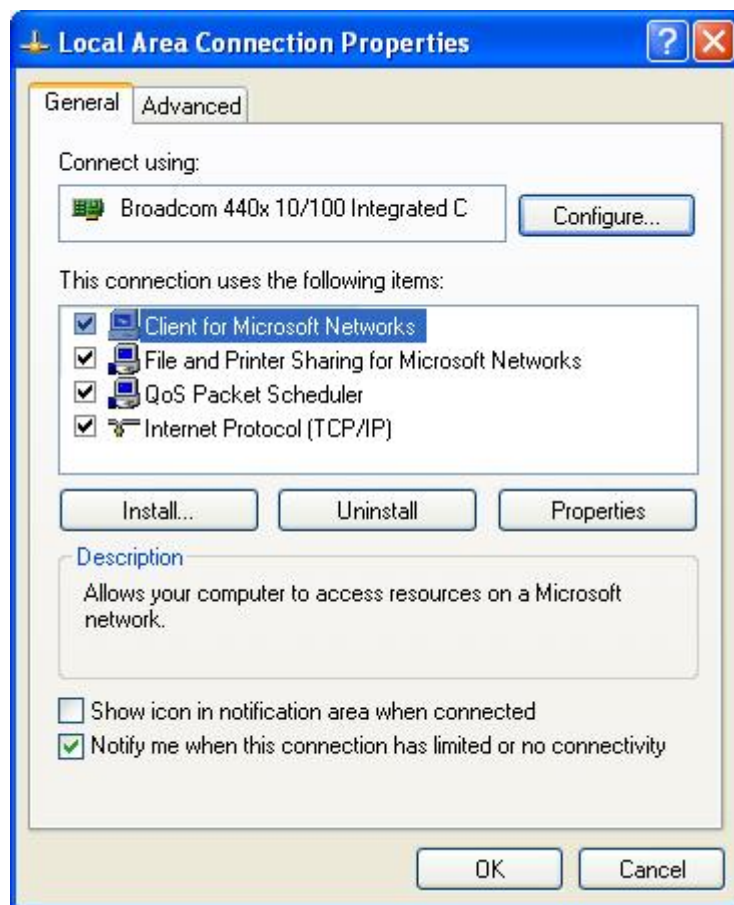 Local Area Connection Properties
General Advanced
Connect using:
Broadcom 440x 10/100 Integrated C
Configure...
This connection uses the following items:
Client for Microsoft Networks
File and Printer Sharing for Microsoft Networks
QoS Packet Scheduler
Internet Protocol (TCP/IP)
Install... Uninstall Properties
Description
Allows your computer to access resources on a Microsoft
network.
Show icon in notification area when connected
Notify me when this connection has limited or no connectivity
OK Cancel